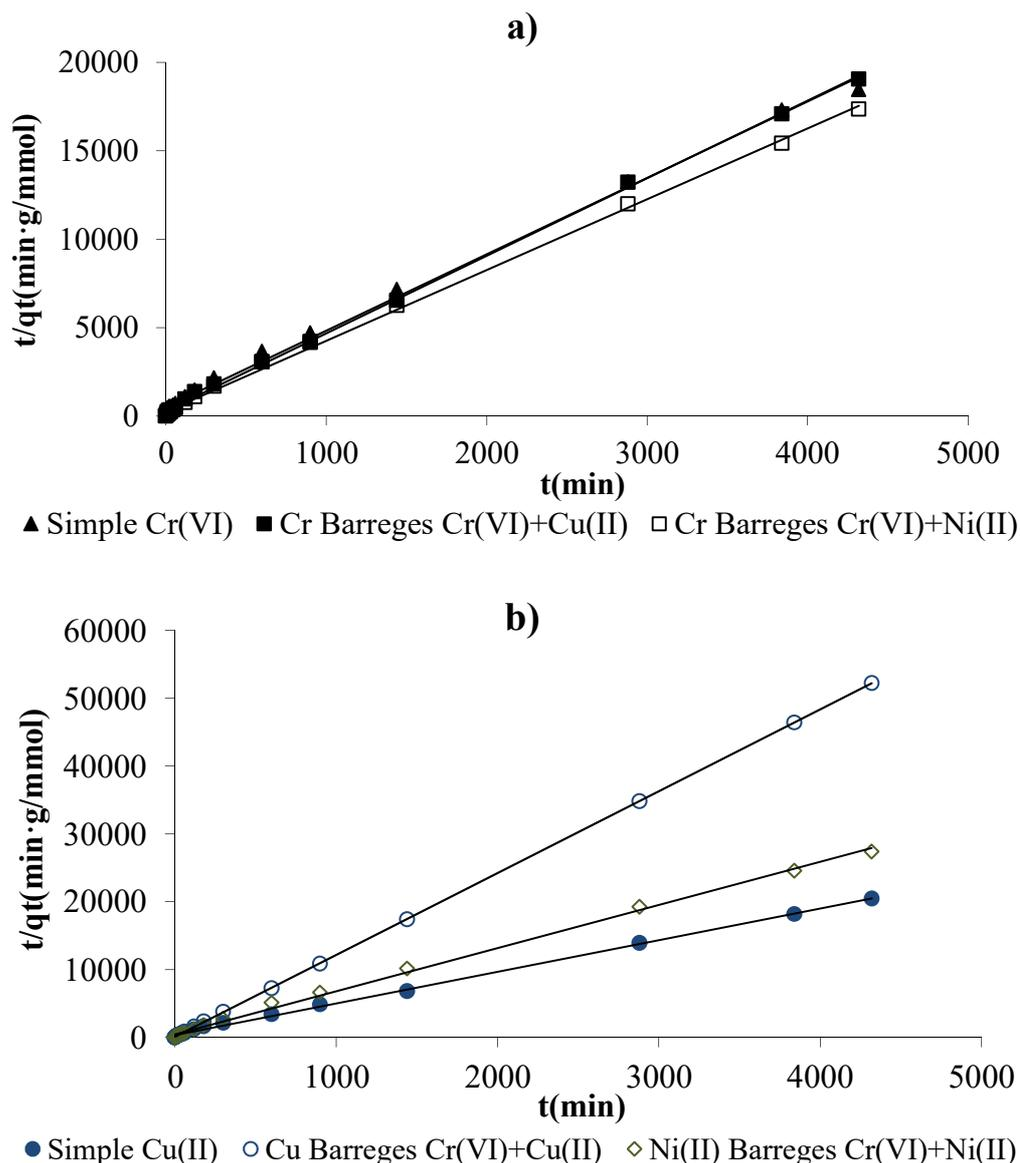 a)
20000
15000
10000
5000
0
t/qt(min·g/mmol)
0 1000 2000 3000 4000 5000
t(min)
Simple Cr(VI) Cr Barreges Cr(VI)+Cu(II) Cr Barreges Cr(VI)+Ni(II)
b)
60000
50000
40000
30000
20000
10000
0
t/qt(min·g/mmol)
0 1000 2000 3000 4000 5000
t(min)
Simple Cu(II) Cu Barreges Cr(VI)+Cu(II) Ni(II) Barreges Cr(VI)+Ni(II)